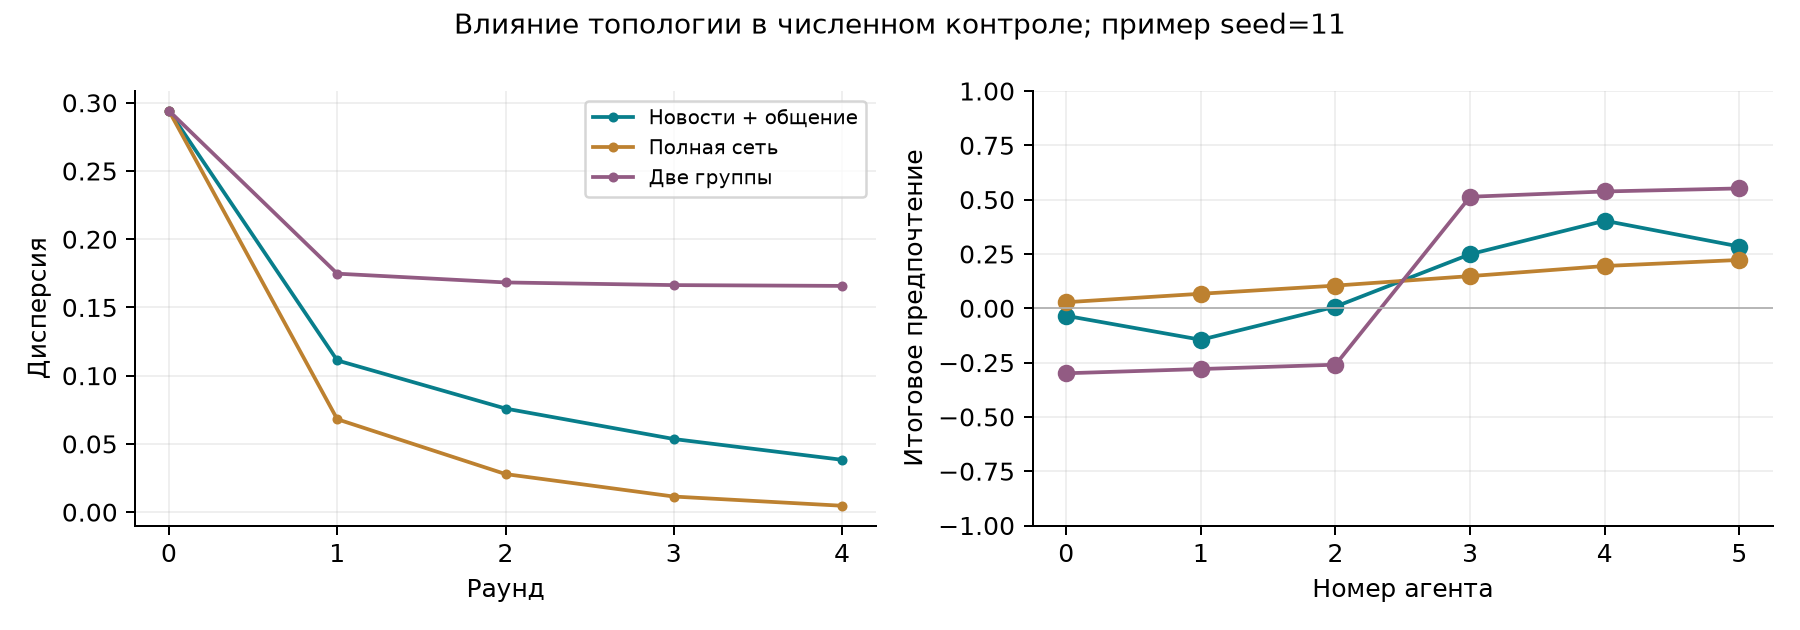 Влияние топологии в численном контроле; пример seed=11
Дисперсия
0.30
0.25
0.20
0.15
0.10
0.05
0.00
0 1 2 3 4
Раунд
Новости + общение
Полная сеть
Две группы
Итоговое предпочтение
1.00
0.75
0.50
0.25
0.00
−0.25
−0.50
−0.75
−1.00
0 1 2 3 4 5
Номер агента